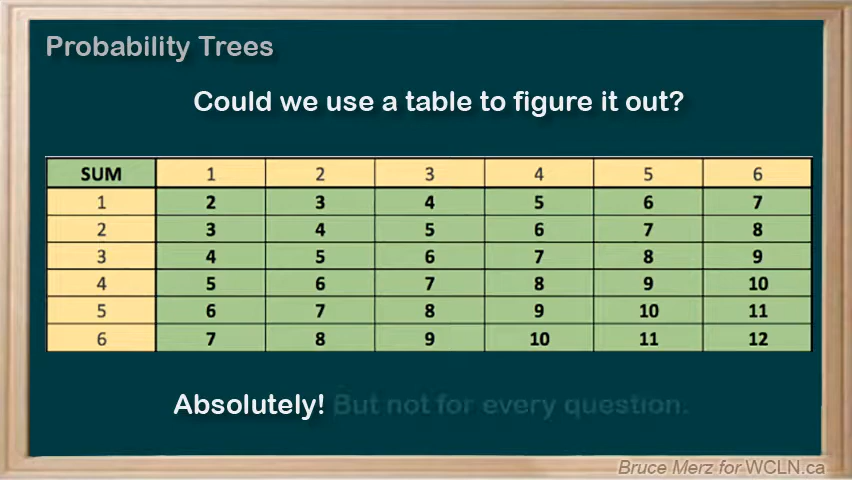 Probability Trees
Could we use a table to figure it out?
SUM 1 2 3 4 5 6
1 2 3 4 5 6 7
2 3 4 5 6 7 8
3 4 5 6 7 8 9
4 5 6 7 8 9 10
5 6 7 8 9 10 11
6 7 8 9 10 11 12
Absolutely! But not for every question.
Bruce Merz for WCLN.ca